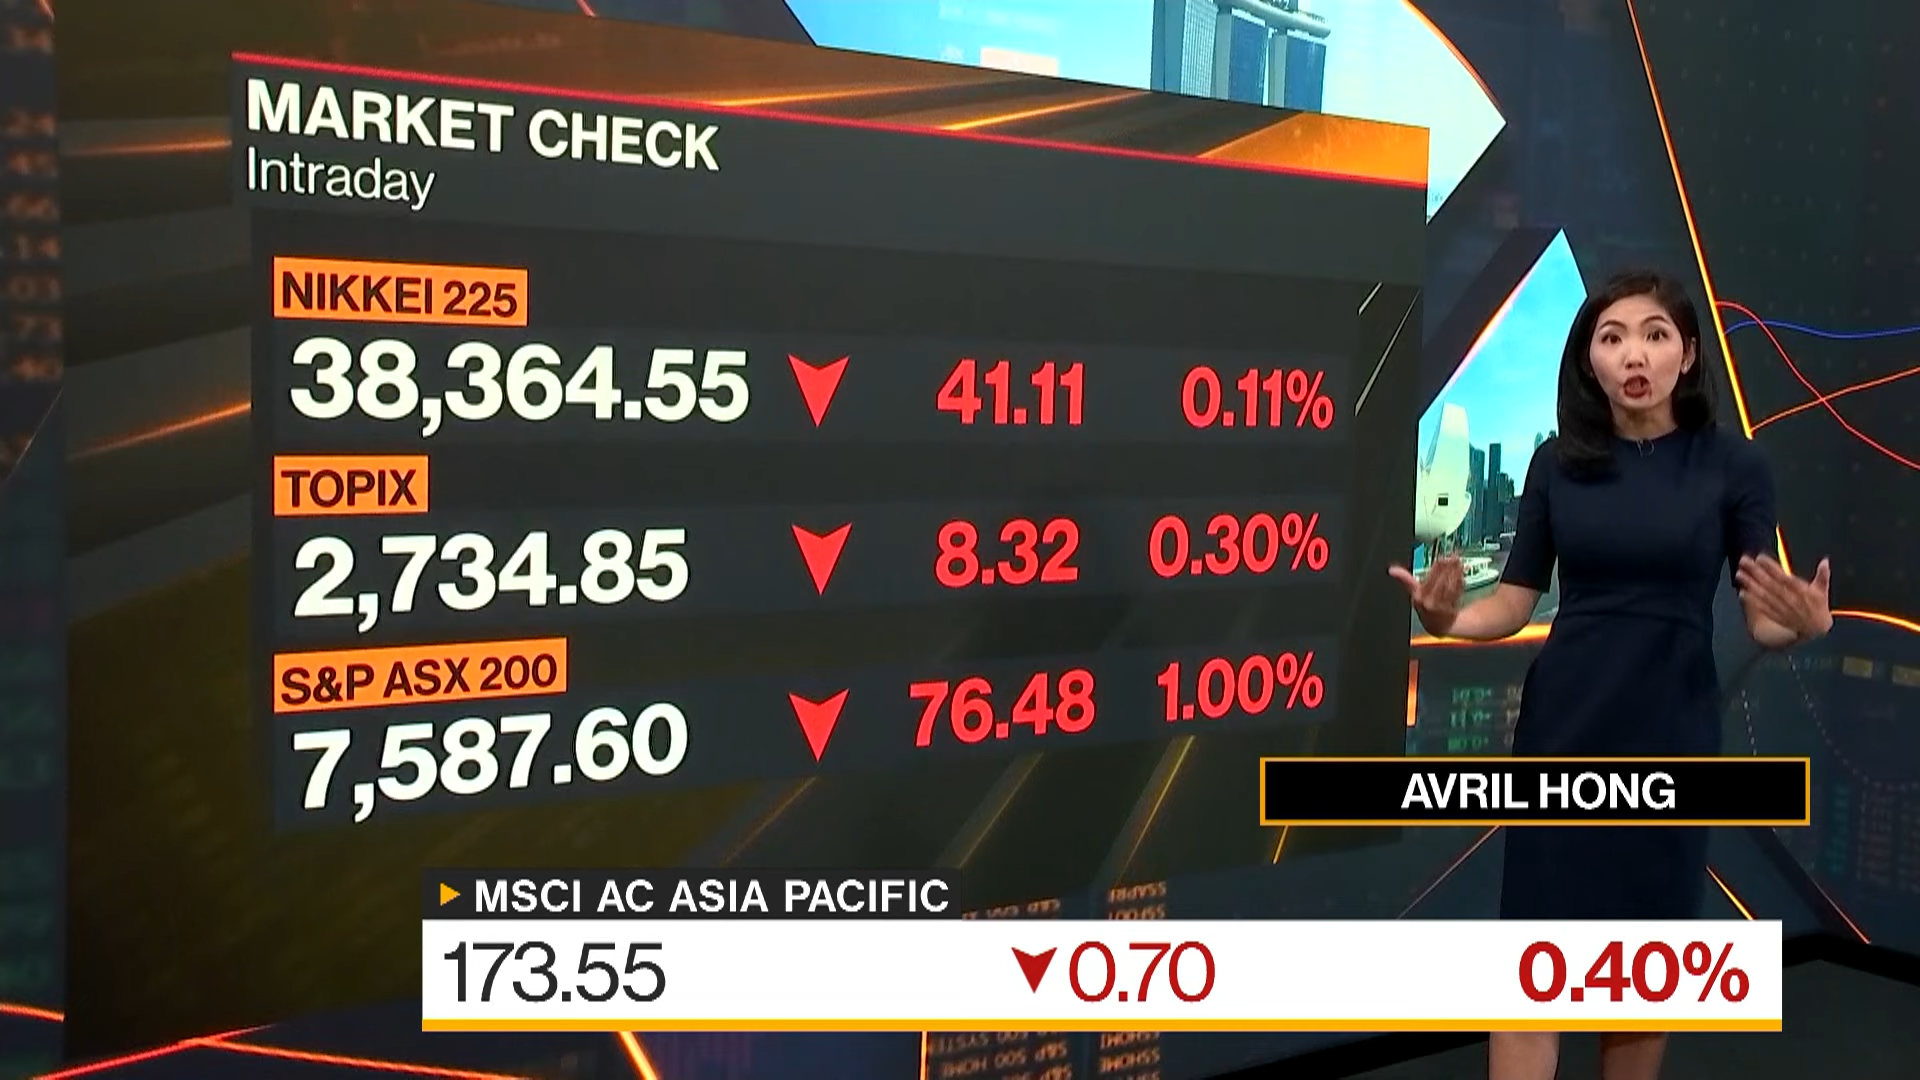 MARKET CHECK
Intraday
NIKKEI 225
38,364.55 41.11 0.11%
TOPIX
2,734.85 8.32 0.30%
S&P ASX 200
7,587.60 76.48 1.00%
AVRIL HONG
MSCI AC ASIA PACIFIC
173.55 0.70 0.40%